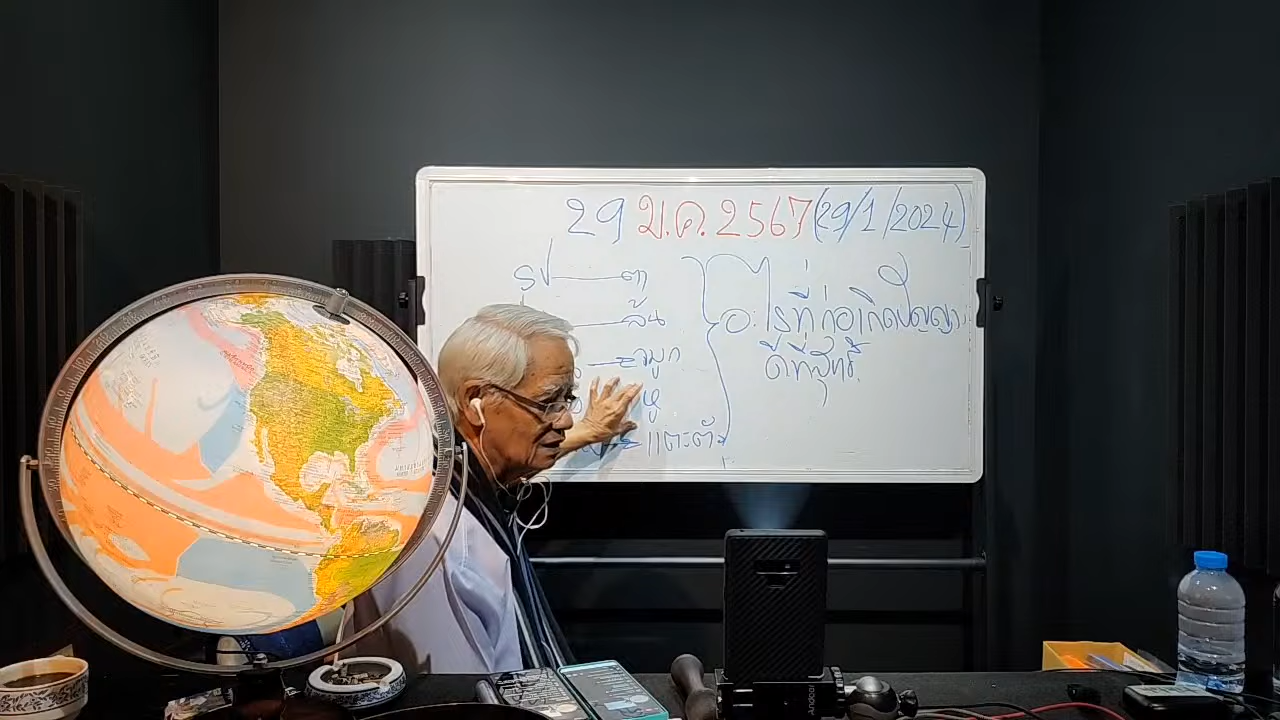 29 ม.ค. 2567 (29/1/2024)
รูป ตา
ลิ้น
จมูก
หู
แตะตัว
อะไรที่ก่อเกิดปัญญา
ดีที่สุด